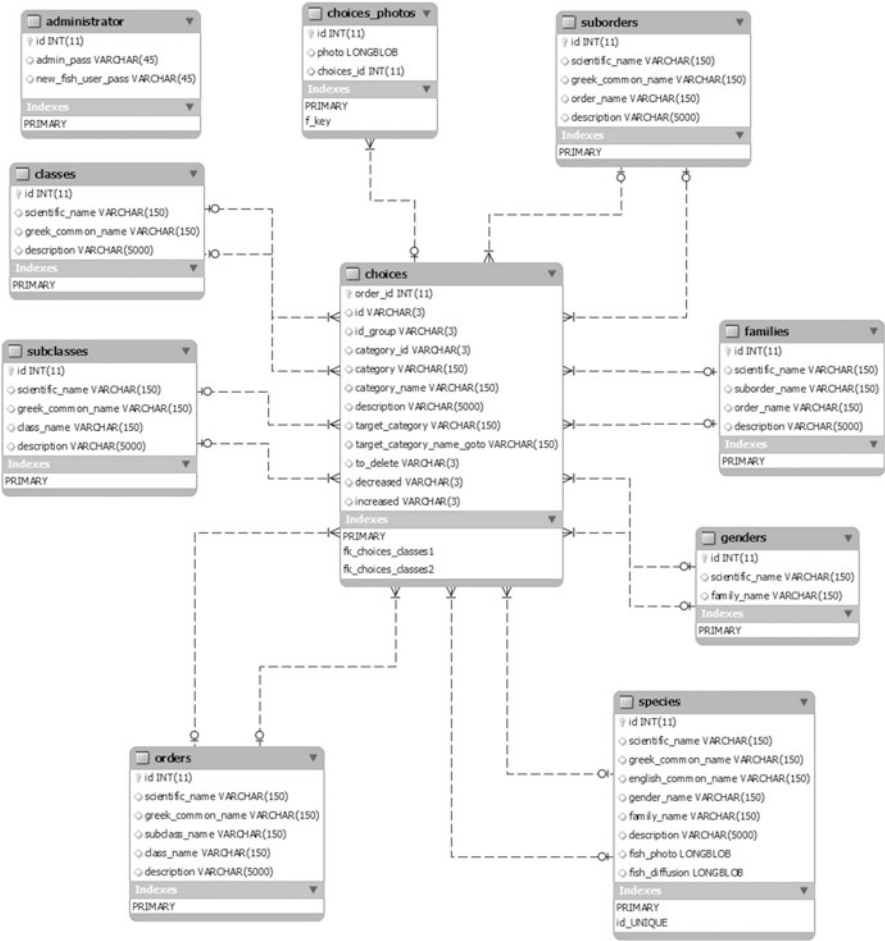 administrator
id INT(11)
admin_pass VARCHAR(45)
new_fish_user_pass VARCHAR(45)
Indexes
PRIMARY
choices_photos
id INT(11)
photo LONGBLOB
choices_id INT(11)
Indexes
PRIMARY
f_key
suborders
id INT(11)
scientific_name VARCHAR(150)
greek_common_name VARCHAR(150)
order_name VARCHAR(150)
description VARCHAR(5000)
Indexes
PRIMARY
classes
id INT(11)
scientific_name VARCHAR(150)
greek_common_name VARCHAR(150)
description VARCHAR(5000)
Indexes
PRIMARY
choices
order_id INT(11)
id VARCHAR(3)
id_group VARCHAR(3)
category_id VARCHAR(3)
category VARCHAR(150)
category_name VARCHAR(150)
description VARCHAR(5000)
target_category VARCHAR(150)
target_category_name_goto VARCHAR(150)
to_delete VARCHAR(3)
decreased VARCHAR(3)
increased VARCHAR(3)
Indexes
PRIMARY
fk_choices_classes1
fk_choices_classes2
subclasses
id INT(11)
scientific_name VARCHAR(150)
greek_common_name VARCHAR(150)
class_name VARCHAR(150)
description VARCHAR(5000)
Indexes
PRIMARY
families
id INT(11)
scientific_name VARCHAR(150)
suborder_name VARCHAR(150)
order_name VARCHAR(150)
description VARCHAR(5000)
Indexes
PRIMARY
genders
id INT(11)
scientific_name VARCHAR(150)
family_name VARCHAR(150)
Indexes
PRIMARY
orders
id INT(11)
scientific_name VARCHAR(150)
greek_common_name VARCHAR(150)
subclass_name VARCHAR(150)
class_name VARCHAR(150)
description VARCHAR(5000)
Indexes
PRIMARY
species
id INT(11)
scientific_name VARCHAR(150)
greek_common_name VARCHAR(150)
english_common_name VARCHAR(150)
gender_name VARCHAR(150)
family_name VARCHAR(150)
description VARCHAR(5000)
fish_photo LONGBLOB
fish_diffusion LONGBLOB
Indexes
PRIMARY
id_UNIQUE